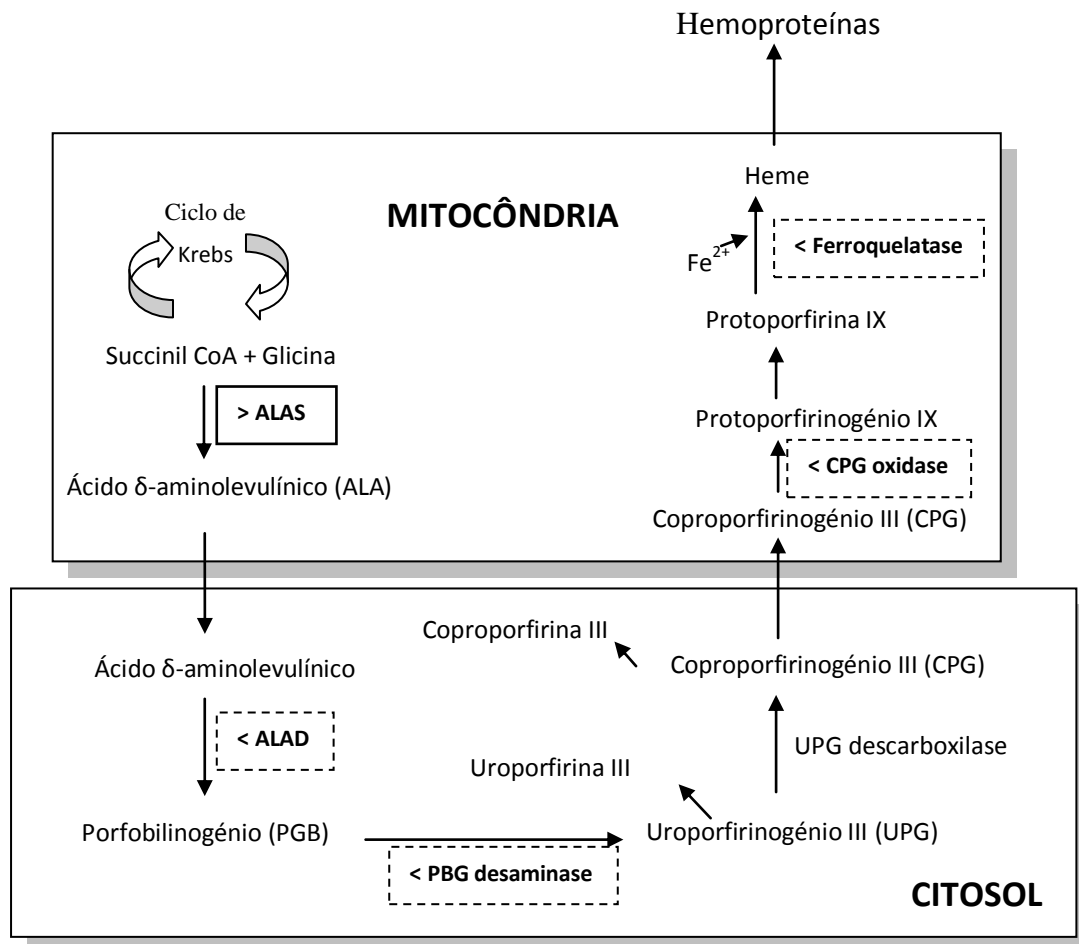 Hemoproteínas
MITOCÔNDRIA
Ciclo de
Krebs
Succinil CoA + Glicina
> ALAS
Ácido δ-aminolevulínico (ALA)
Heme
< Ferroquelatase
Fe²⁺
Protoporfirina IX
Protoporfirinogénio IX
< CPG oxidase
Coproporfirinogénio III (CPG)
Ácido δ-aminolevulínico
< ALAD
Porfobilinogénio (PGB)
< PBG desaminase
Coproporfirina III
Coproporfirinogénio III (CPG)
UPG descarboxilase
Uroporfirina III
Uroporfirinogénio III (UPG)
CITOSOL